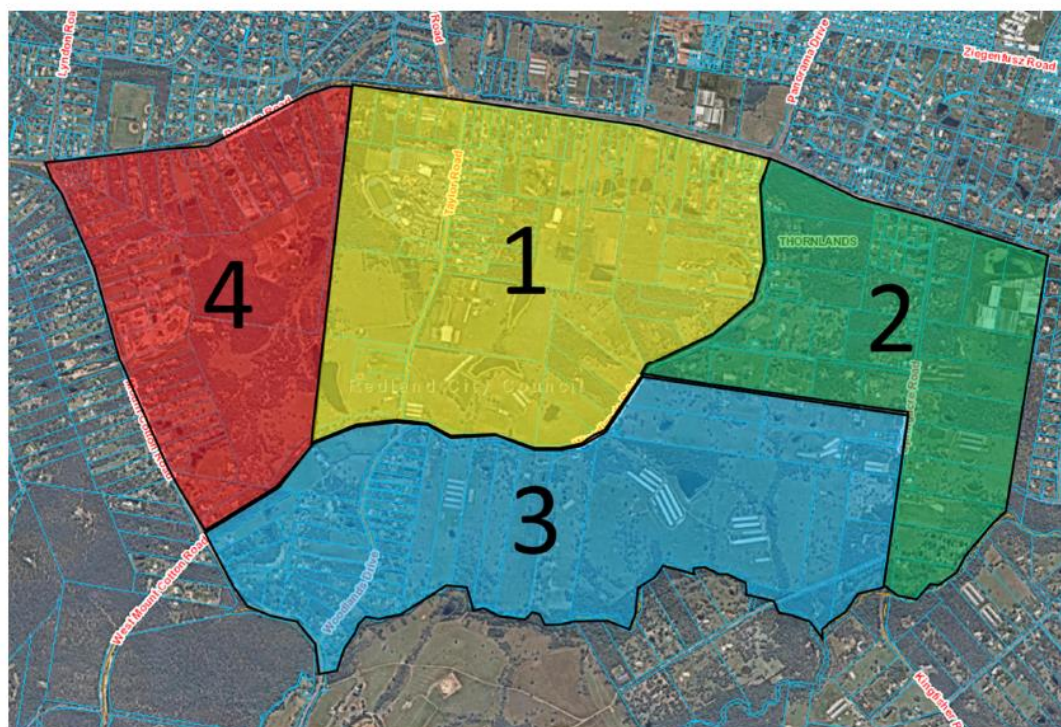 Lyndon Road
Road
Panorama Drive
Ziegenfusz Road
Taylor Road
THORNLANDS
1
2
4
Redland City Council
3
Woodlands Drive
West Mount Cotton Road